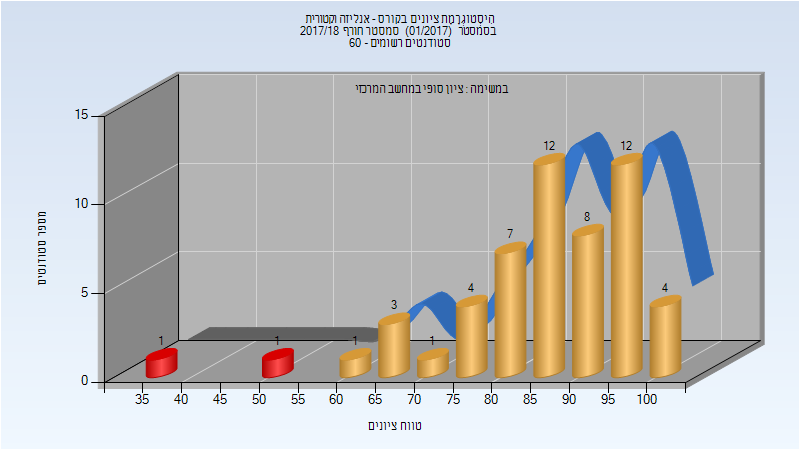 היסטוגרמת ציונים בקורס - אנליזה וקטורית
בסמסטר (01/2017) סמסטר חורף 2017/18
סטודנטים רשומים - 60
במשימה : ציון סופי במחשב המרכזי
מספר סטודנטים
15
10
5
0
1
1
1
3
1
4
7
12
8
12
4
35 40 45 50 55 60 65 70 75 80 85 90 95 100
טווח ציונים